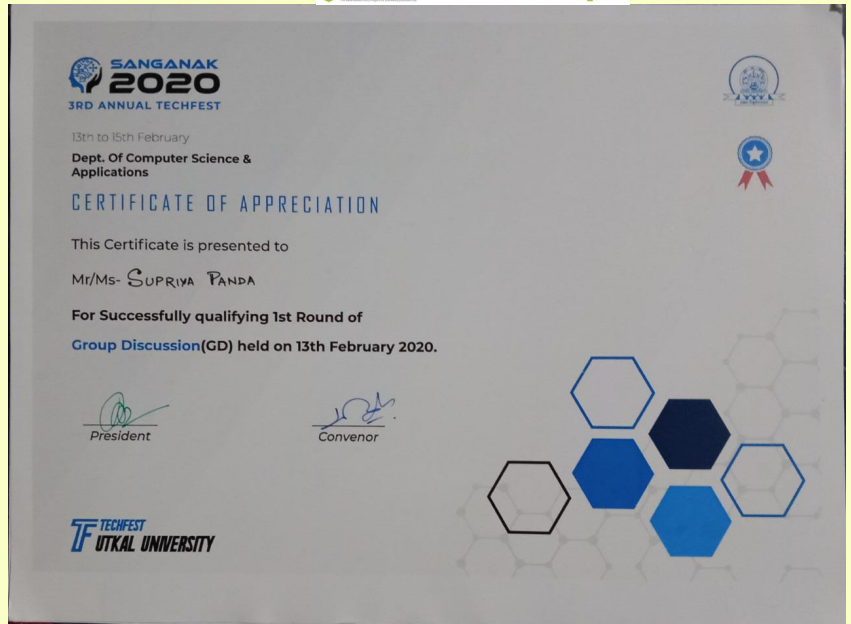 SANGANAK
2020
3RD ANNUAL TECHFEST
13th to 15th February
Dept. Of Computer Science &
Applications
CERTIFICATE OF APPRECIATION
This Certificate is presented to
Mr/Ms- SUPRIYA PANDA
For Successfully qualifying 1st Round of
Group Discussion(GD) held on 13th February 2020.
President
Convenor
TF TECHFEST
UTKAL UNIVERSITY